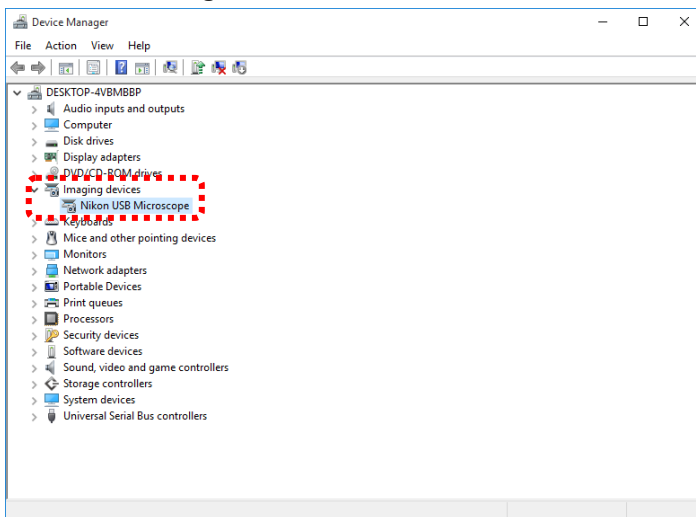 Device Manager
File Action View Help
DESKTOP-4VBMBBP
Audio inputs and outputs
Computer
Disk drives
Display adapters
DVD/CD-ROM drives
Imaging devices
Nikon USB Microscope
Keyboards
Mice and other pointing devices
Monitors
Network adapters
Portable Devices
Print queues
Processors
Security devices
Software devices
Sound, video and game controllers
Storage controllers
System devices
Universal Serial Bus controllers